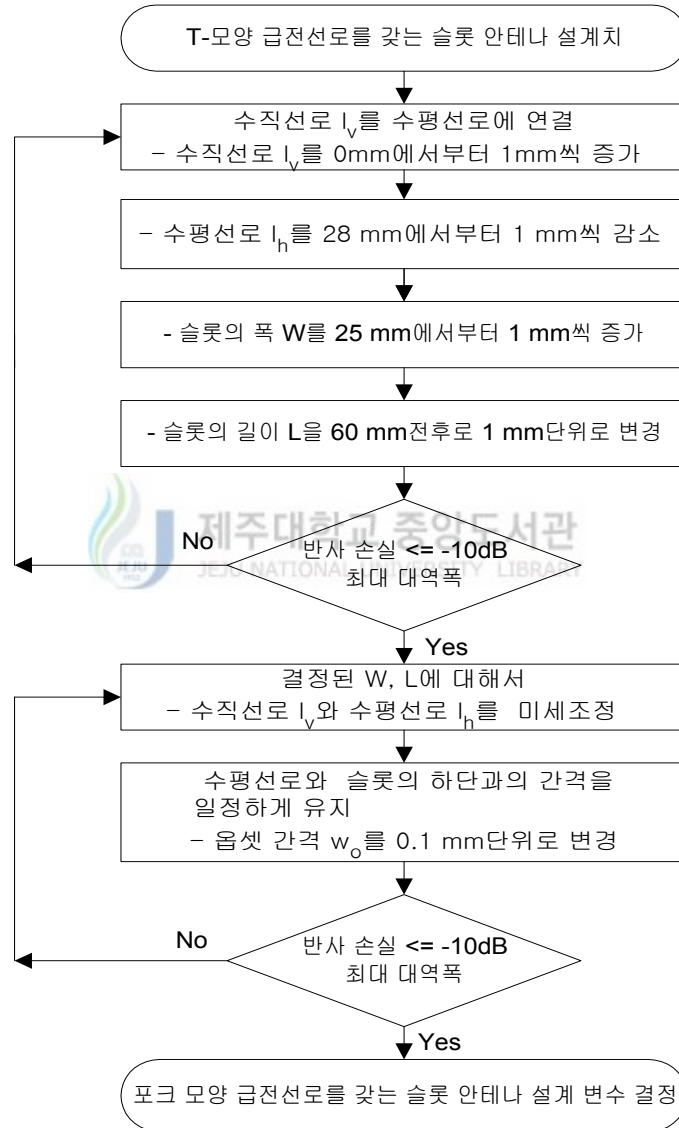 T-모양 급전선로를 갖는 슬롯 안테나 설계치
수직선로 l_v를 수평선로에 연결
- 수직선로 l_v를 0mm에서부터 1mm씩 증가
- 수평선로 l_h를 28 mm에서부터 1 mm씩 감소
- 슬롯의 폭 W를 25 mm에서부터 1 mm씩 증가
- 슬롯의 길이 L을 60 mm전후로 1 mm단위로 변경
제주대학교 중앙도서관
JEJU NATIONAL UNIVERSITY LIBRARY
JEJU
1952
No
반사 손실 <= -10dB
최대 대역폭
Yes
결정된 W, L에 대해서
- 수직선로 l_v와 수평선로 l_h를 미세조정
수평선로와 슬롯의 하단과의 간격을
일정하게 유지
- 옵셋 간격 w_o를 0.1 mm단위로 변경
No
반사 손실 <= -10dB
최대 대역폭
Yes
포크 모양 급전선로를 갖는 슬롯 안테나 설계 변수 결정